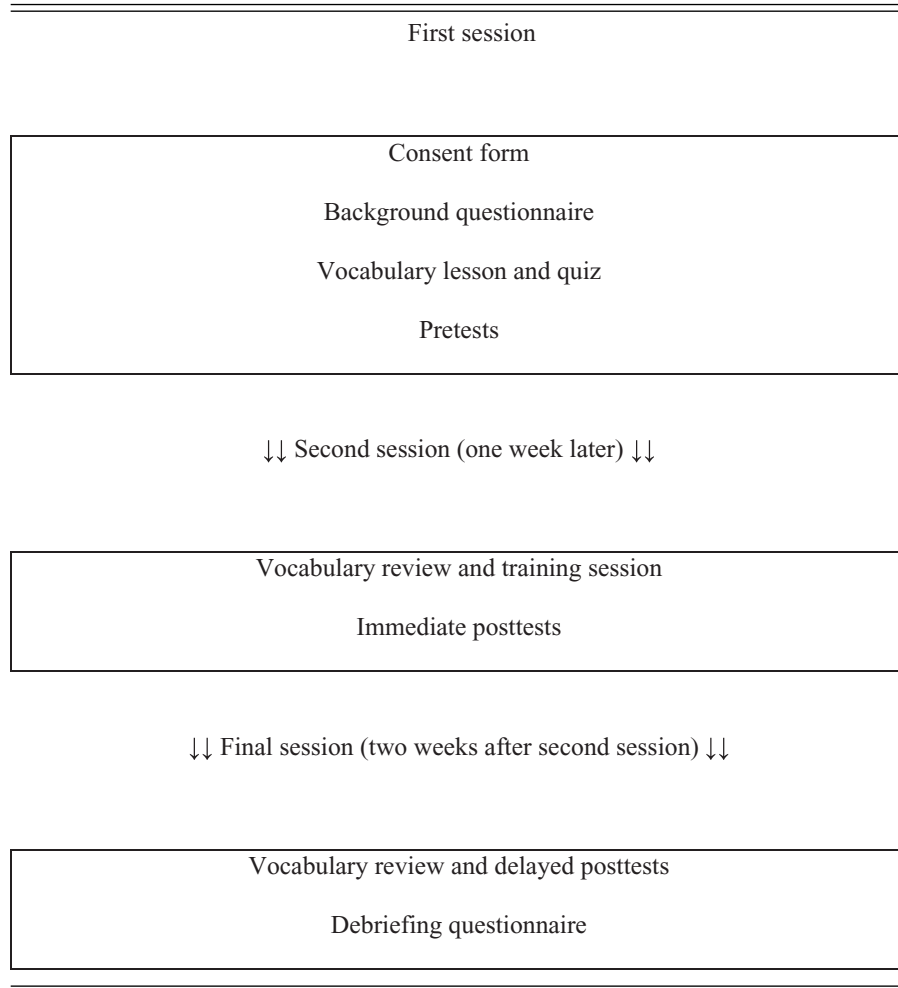 First session
Consent form
Background questionnaire
Vocabulary lesson and quiz
Pretests
↓↓ Second session (one week later) ↓↓
Vocabulary review and training session
Immediate posttests
↓↓ Final session (two weeks after second session) ↓↓
Vocabulary review and delayed posttests
Debriefing questionnaire